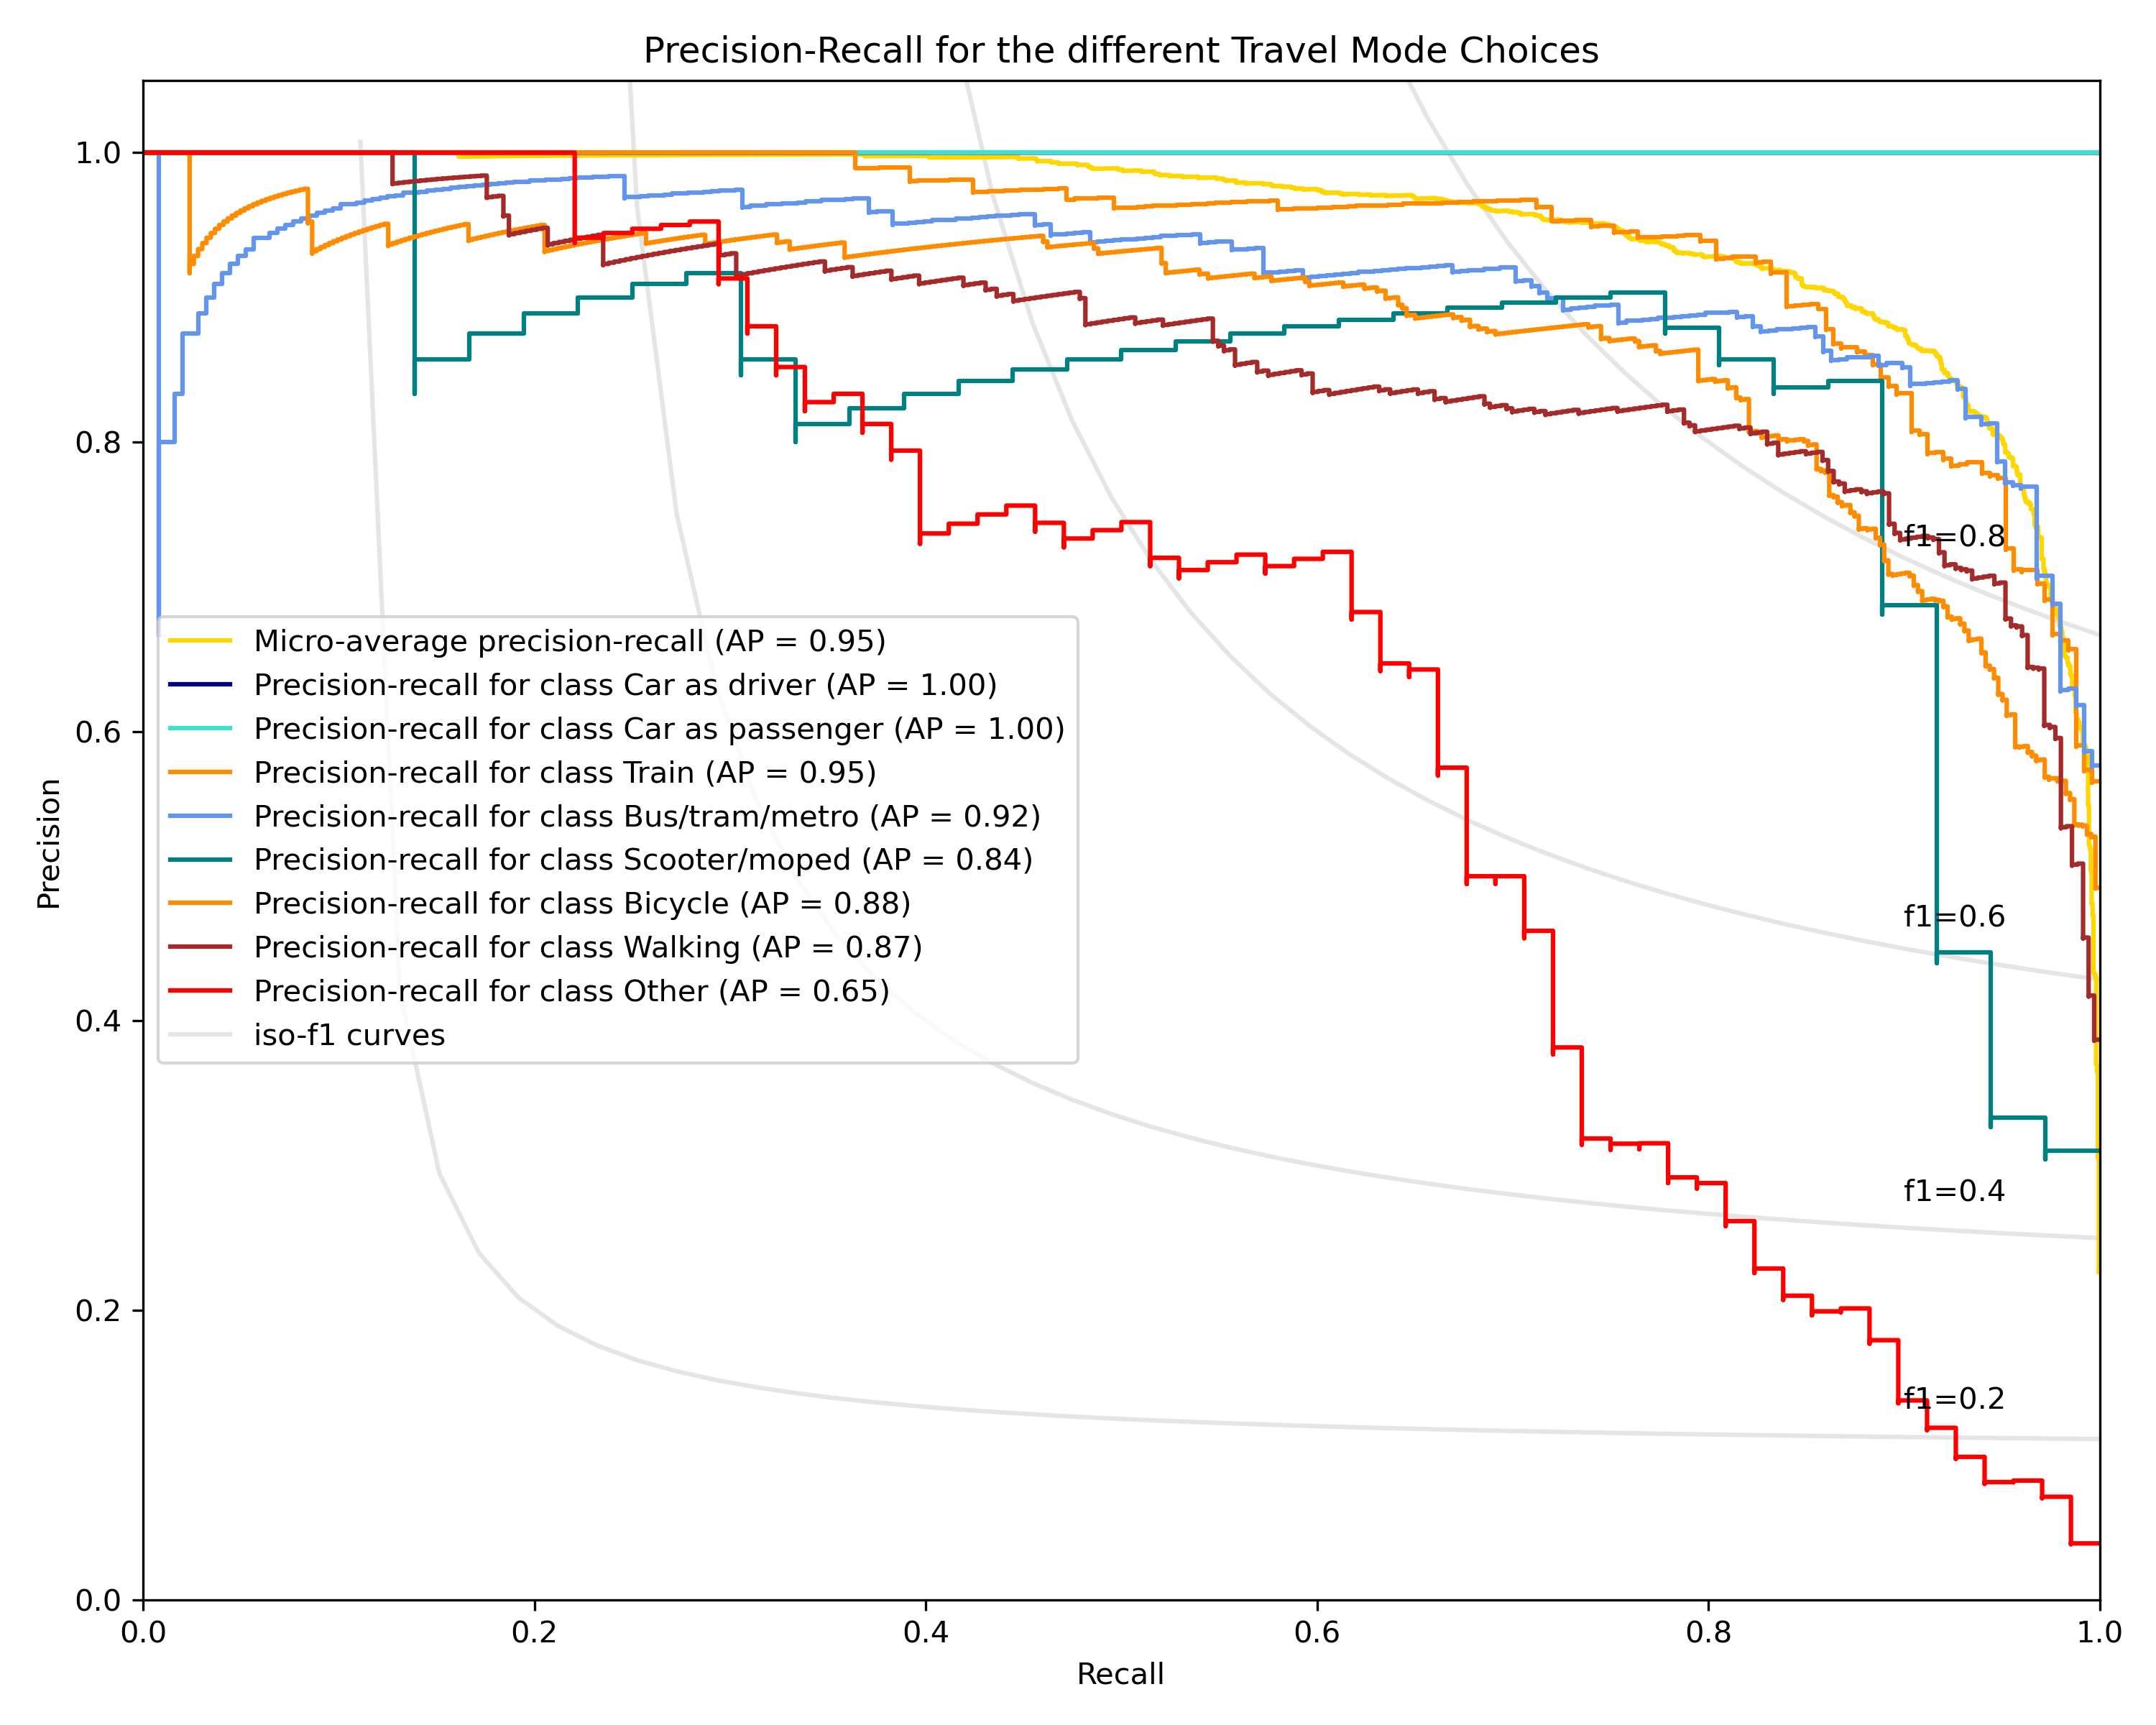 Precision-Recall for the different Travel Mode Choices
Precision
1.0
0.8
0.6
0.4
0.2
0.0
Micro-average precision-recall (AP = 0.95)
Precision-recall for class Car as driver (AP = 1.00)
Precision-recall for class Car as passenger (AP = 1.00)
Precision-recall for class Train (AP = 0.95)
Precision-recall for class Bus/tram/metro (AP = 0.92)
Precision-recall for class Scooter/moped (AP = 0.84)
Precision-recall for class Bicycle (AP = 0.88)
Precision-recall for class Walking (AP = 0.87)
Precision-recall for class Other (AP = 0.65)
iso-f1 curves
f1=0.8
f1=0.6
f1=0.4
f1=0.2
0.0 0.2 0.4 0.6 0.8 1.0
Recall